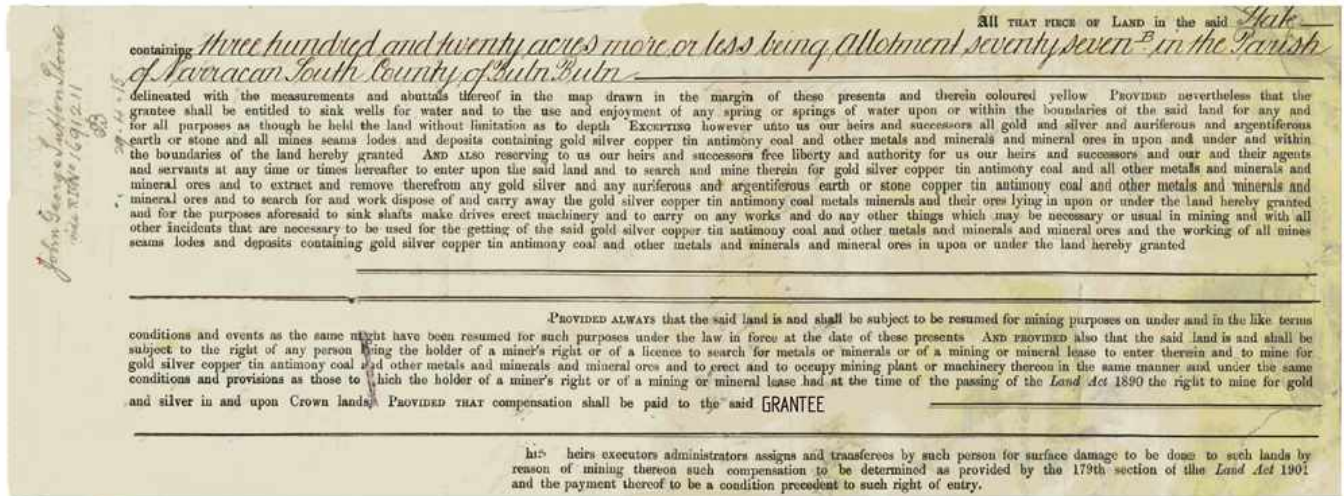 All THAT PIECE OF LAND in the said State
containing three hundred and twenty acres more or less being Allotment seventy seven B in the Parish
of Narracan South County of Buln Buln
delineated with the measurements and abuttals thereof in the map drawn in the margin of these presents and therein coloured yellow PROVIDED nevertheless that the
grantee shall be entitled to sink wells for water and to the use and enjoyment of any spring or springs of water upon or within the boundaries of the said land for any and
for all purposes as though he held the land without limitation as to depth EXCEPTING however unto us our heirs and successors all gold and silver and auriferous and argentiferous
earth or stone and all mines seams lodes and deposits containing gold silver copper tin antimony coal and other metals and minerals and mineral ores in upon and under and within
the boundaries of the land hereby granted AND ALSO reserving to us our heirs and successors free liberty and authority for us our heirs and successors and our and their agents
and servants at any time or times hereafter to enter upon the said land and to search and mine therein for gold silver copper tin antimony coal and all other metals and minerals and
mineral ores and to extract and remove therefrom any gold silver and any auriferous and argentiferous earth or stone copper tin antimony coal and other metals and minerals and
mineral ores and to search for and work dispose of and carry away the gold silver copper tin antimony coal metals minerals and their ores lying in upon or under the land hereby granted
and for the purposes aforesaid to sink shafts make drives erect machinery and to carry on any works and do any other things which may be necessary or usual in mining and with all
other incidents that are necessary to be used for the getting of the said gold silver copper tin antimony coal and other metals and minerals and mineral ores and the working of all mines
seams lodes and deposits containing gold silver copper tin antimony coal and other metals and minerals and mineral ores in upon or under the land hereby granted
PROVIDED ALWAYS that the said land is and shall be subject to be resumed for mining purposes on under and in the like terms
conditions and events as the same might have been resumed for such purposes under the law in force at the date of these presents AND PROVIDED also that the said land is and shall be
subject to the right of any person being the holder of a miner's right or of a licence to search for metals or minerals or of a mining or mineral lease to enter therein and to mine for
gold silver copper tin antimony coal and other metals and minerals and mineral ores and to erect and to occupy mining plant or machinery thereon in the same manner and under the same
conditions and provisions as those to which the holder of a miner's right or of a mining or mineral lease had at the time of the passing of the Land Act 1890 the right to mine for gold
and silver in and upon Crown lands PROVIDED THAT compensation shall be paid to the said GRANTEE
his heirs executors administrators assigns and transferees by such person for surface damage to be done to such lands by
reason of mining thereon such compensation to be determined as provided by the 179th section of the Land Act 1901
and the payment thereof to be a condition precedent to such right of entry.
John George
1691211